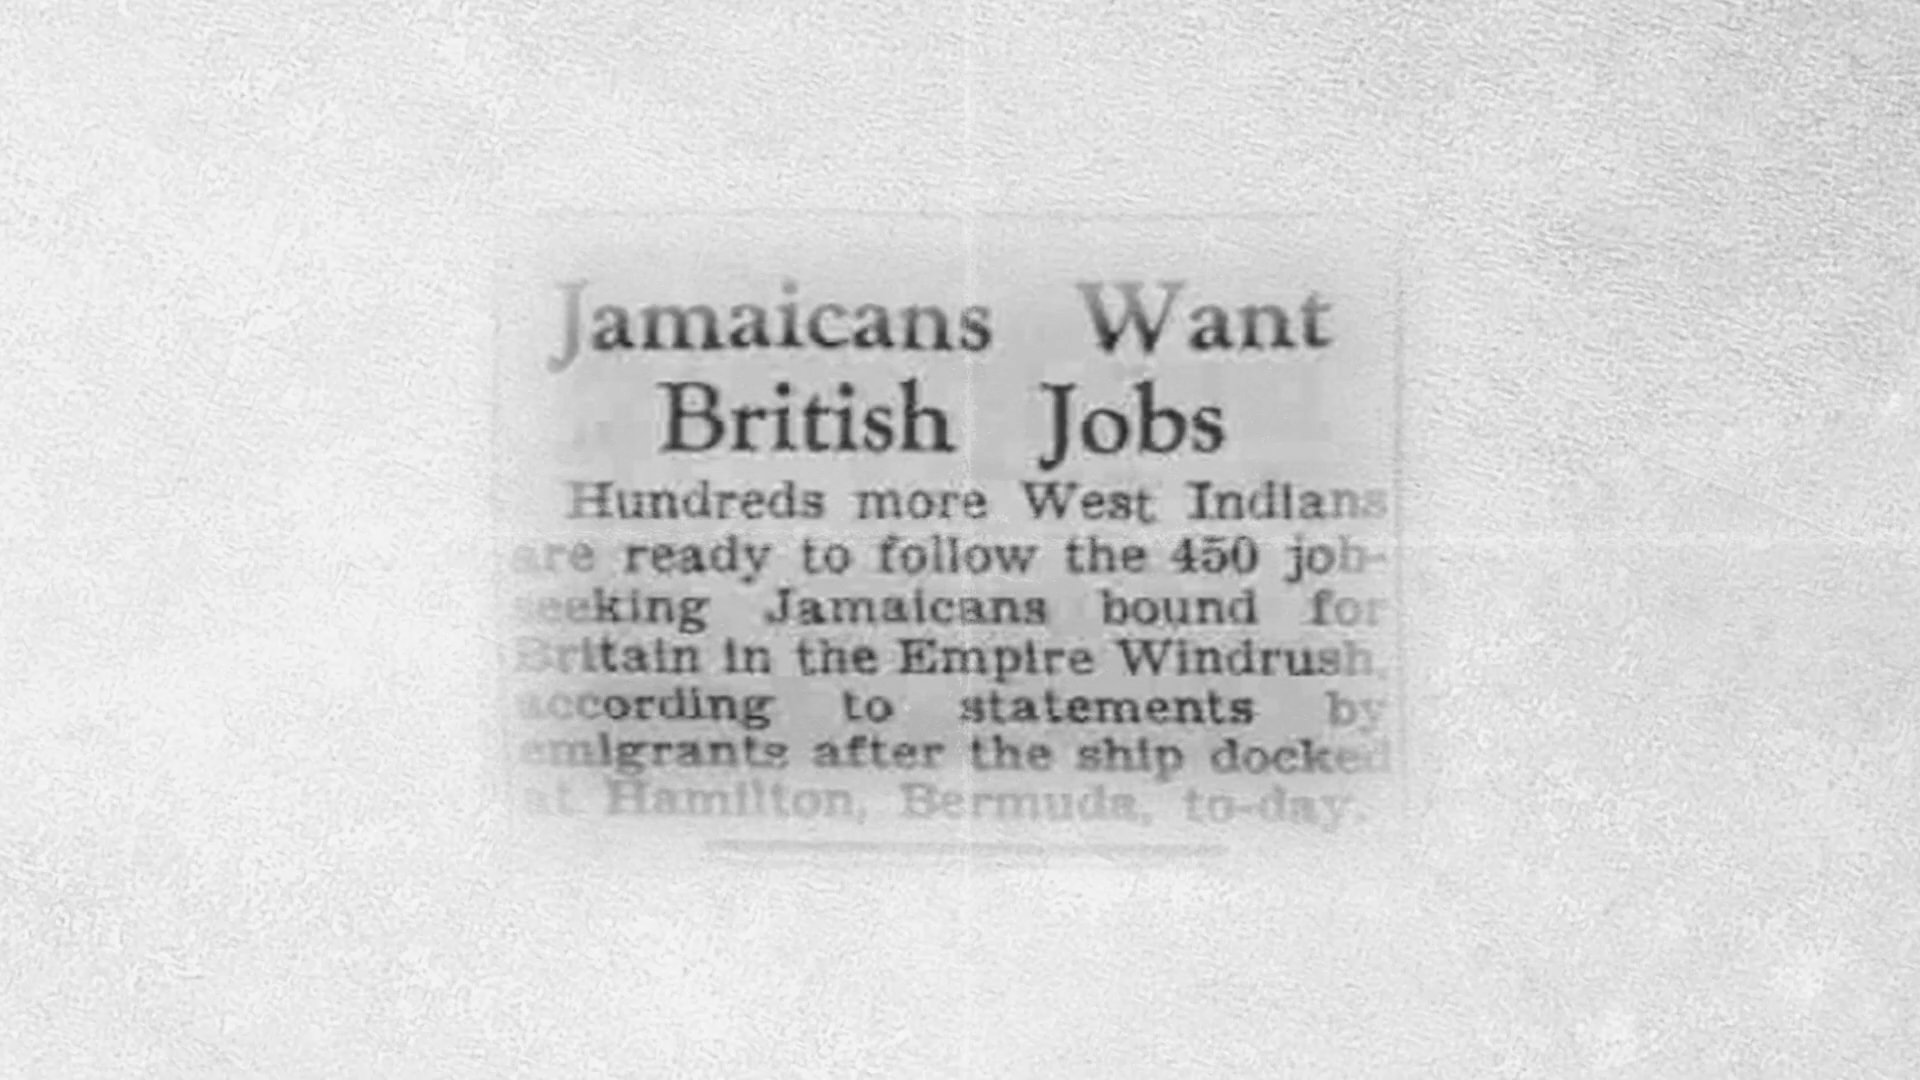 Jamaicans Want
British Jobs
Hundreds more West Indians
are ready to follow the 450 job-
seeking Jamaicans bound for
Britain in the Empire Windrush,
according to statements by
emigrants after the ship docked
at Hamilton, Bermuda, to-day.